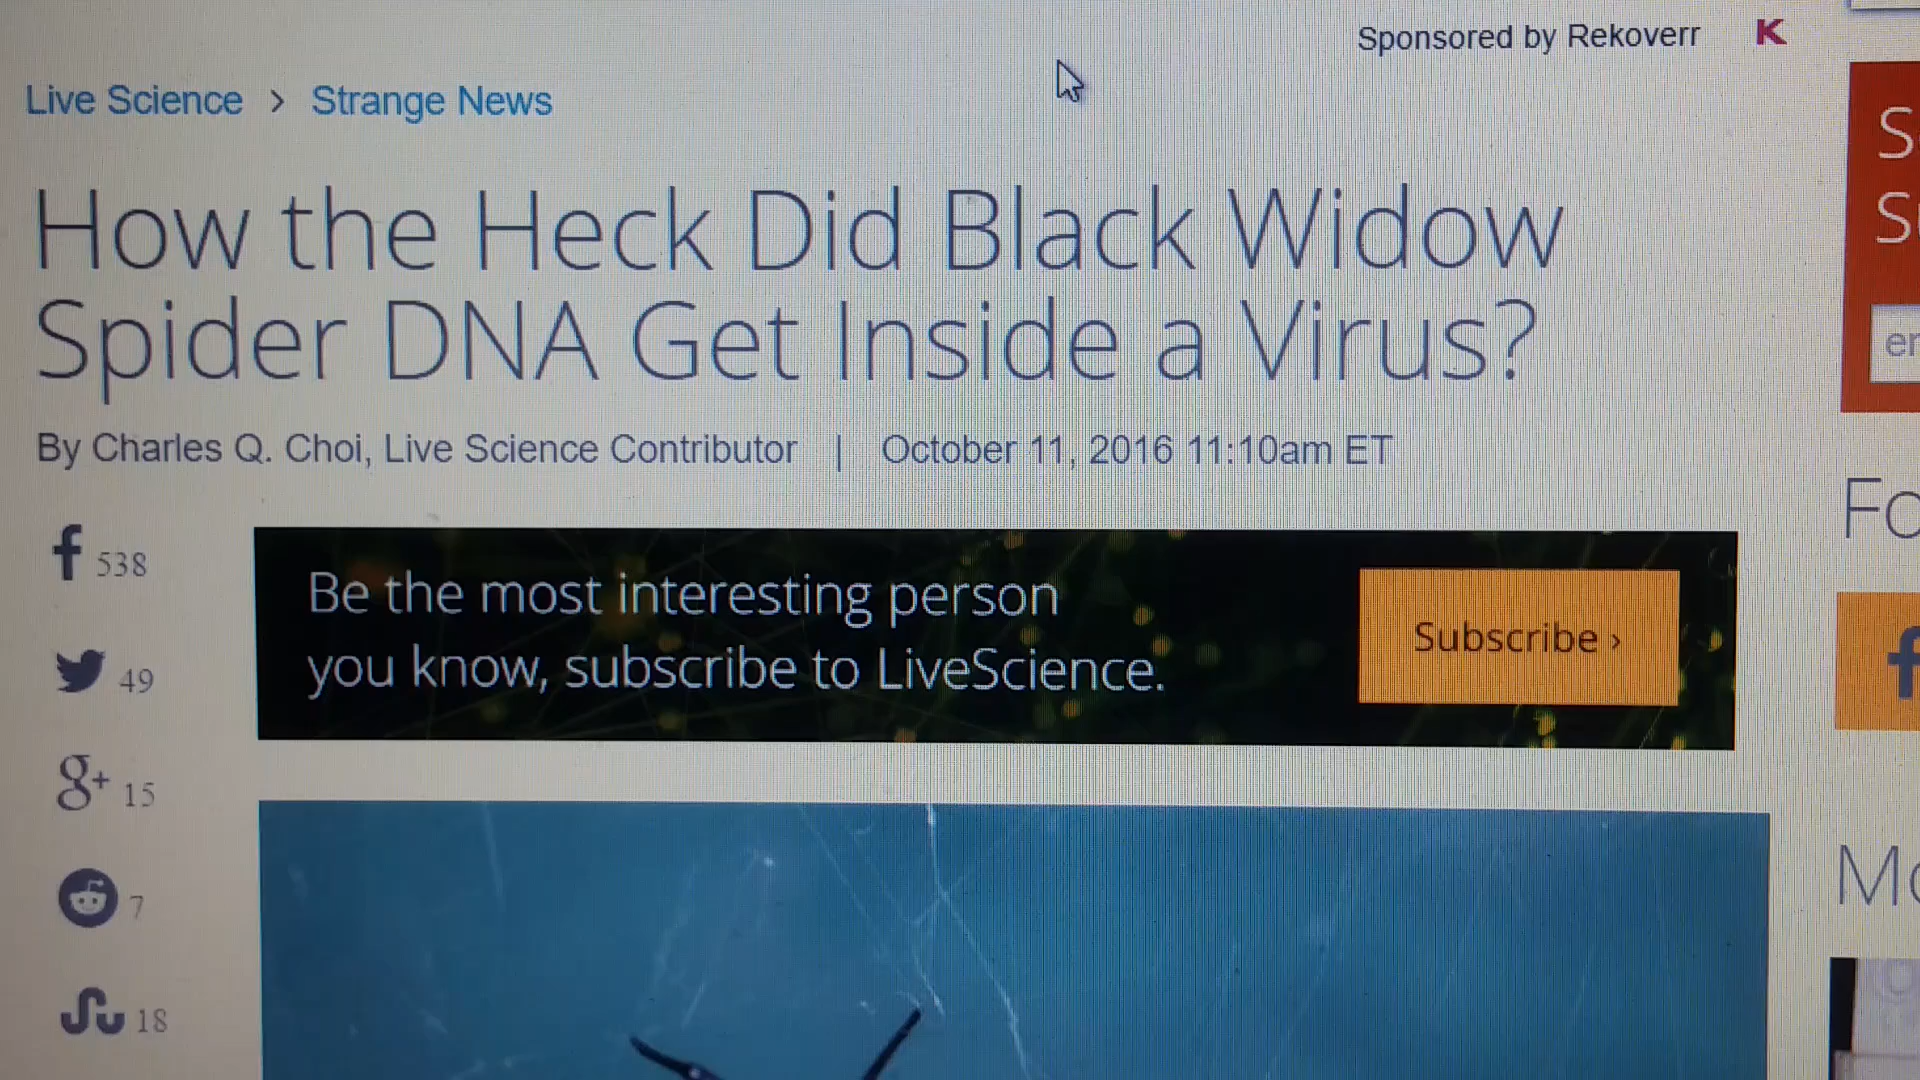 Sponsored by Rekoverr K
Live Science > Strange News
How the Heck Did Black Widow
Spider DNA Get Inside a Virus?
By Charles Q. Choi, Live Science Contributor | October 11, 2016 11:10am ET
538
49
g+ 15
7
18
Be the most interesting person
you know, subscribe to LiveScience.
Subscribe ›